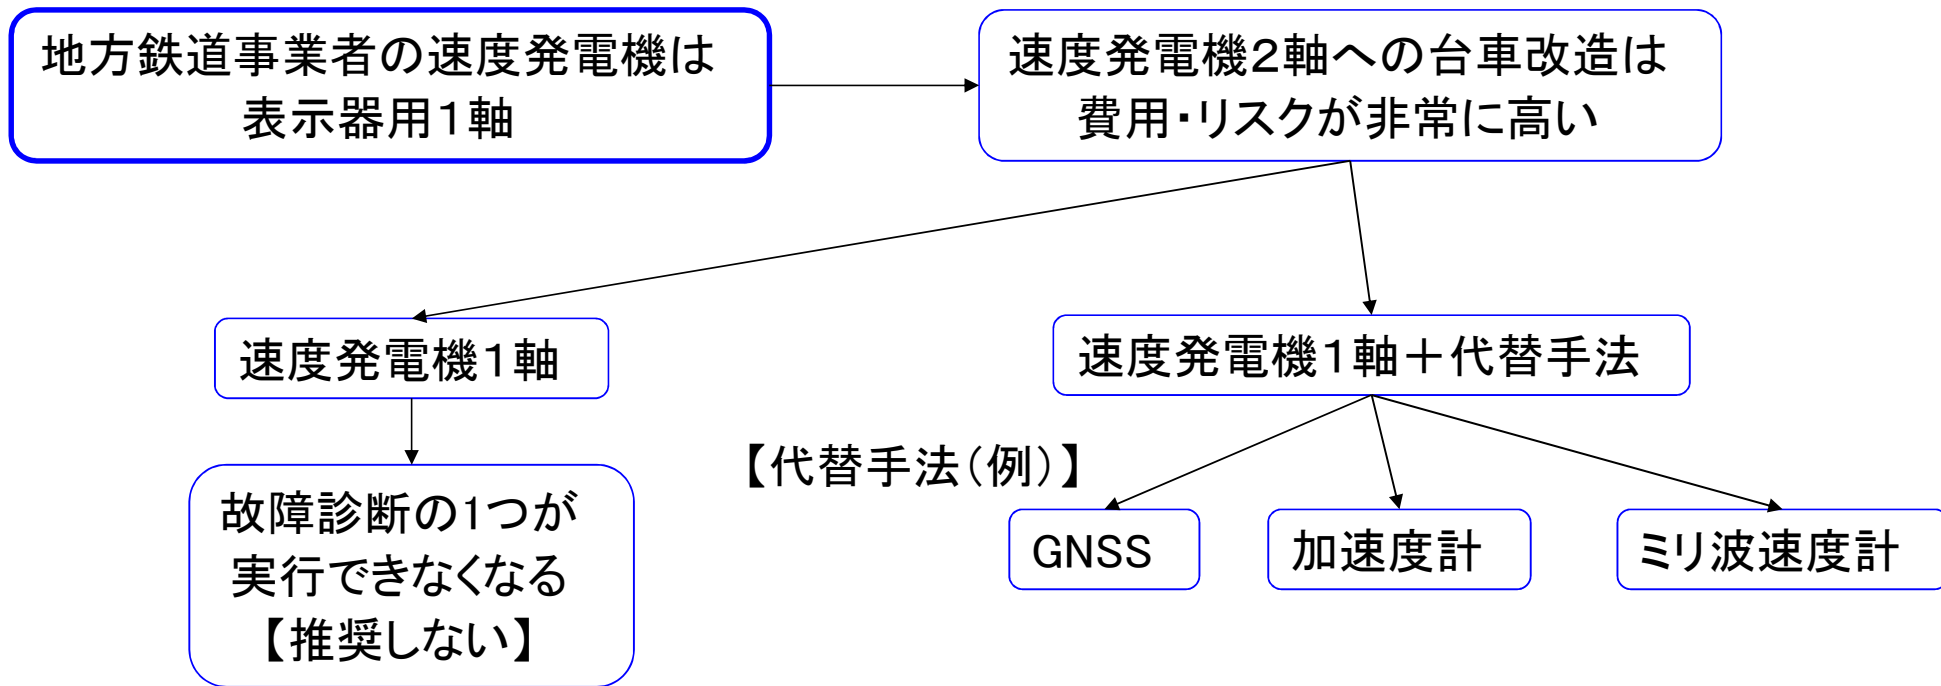 地方鉄道事業者の速度発電機は
表示器用1軸
速度発電機2軸への台車改造は
費用・リスクが非常に高い
速度発電機1軸
速度発電機1軸＋代替手法
故障診断の1つが
実行できなくなる
【推奨しない】
【代替手法（例）】
GNSS
加速度計
ミリ波速度計